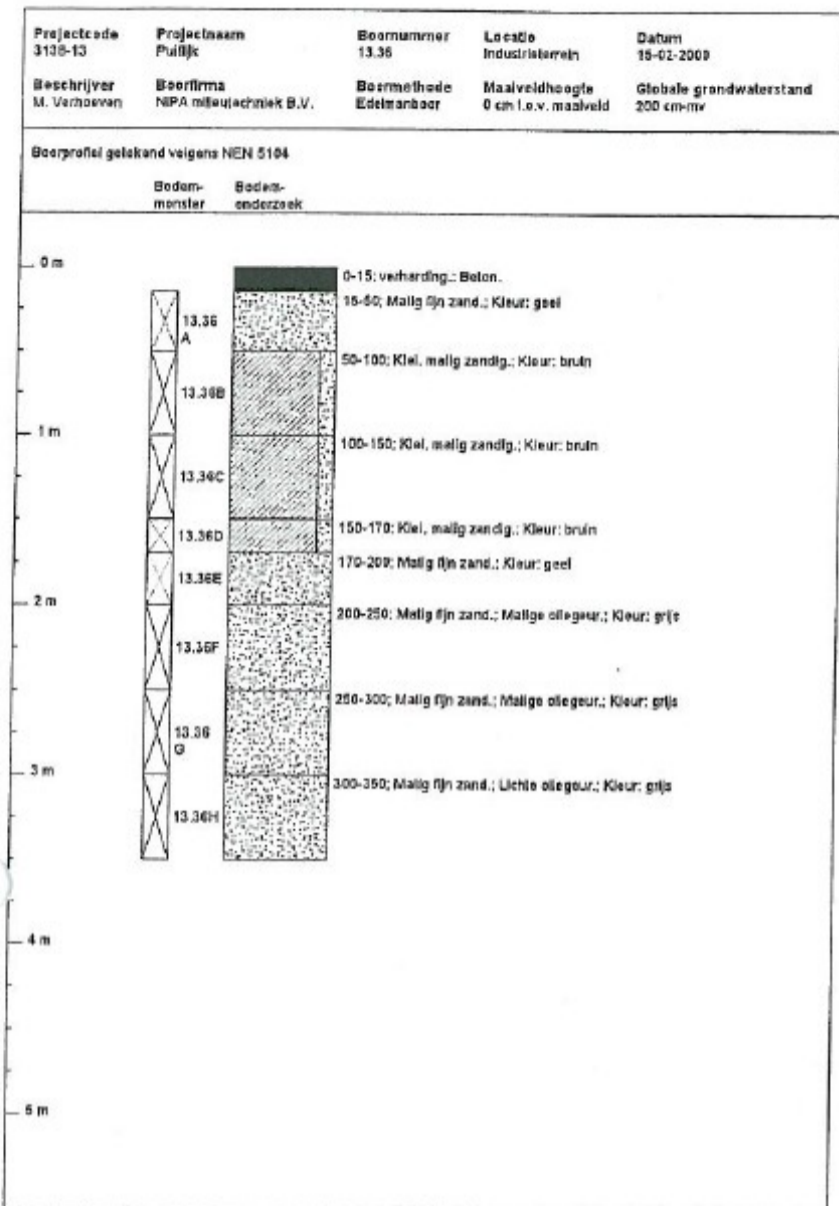 Projectcode Projectnaam Boornummer Locatie Datum
3138-13 Puiflijk 13.36 Industrieterrein 15-02-2000
Beschrijver Boorfirma Boormethode Maaiveldhoogte Globale grondwaterstand
M. Verhoeven NIPA milieutechniek B.V. Edelmanboor 0 cm t.o.v. maaiveld 200 cm-mv
Boorprofiel getekend volgens NEN 5104
Bodem- Bodem-
monster onderzoek
0 m
0-15; verharding.; Beton.
15-50; Matig fijn zand.; Kleur: geel
13.36
A
50-100; Klei, matig zandig.; Kleur: bruin
13.36B
1 m
100-150; Klei, matig zandig.; Kleur: bruin
13.36C
150-170; Klei, matig zandig.; Kleur: bruin
13.36D
170-200; Matig fijn zand.; Kleur: geel
13.36E
2 m
200-250; Matig fijn zand.; Matige oliegeur.; Kleur: grijs
13.36F
250-300; Matig fijn zand.; Matige oliegeur.; Kleur: grijs
13.36
G
3 m
300-350; Matig fijn zand.; Lichte oliegeur.; Kleur: grijs
13.36H
4 m
5 m